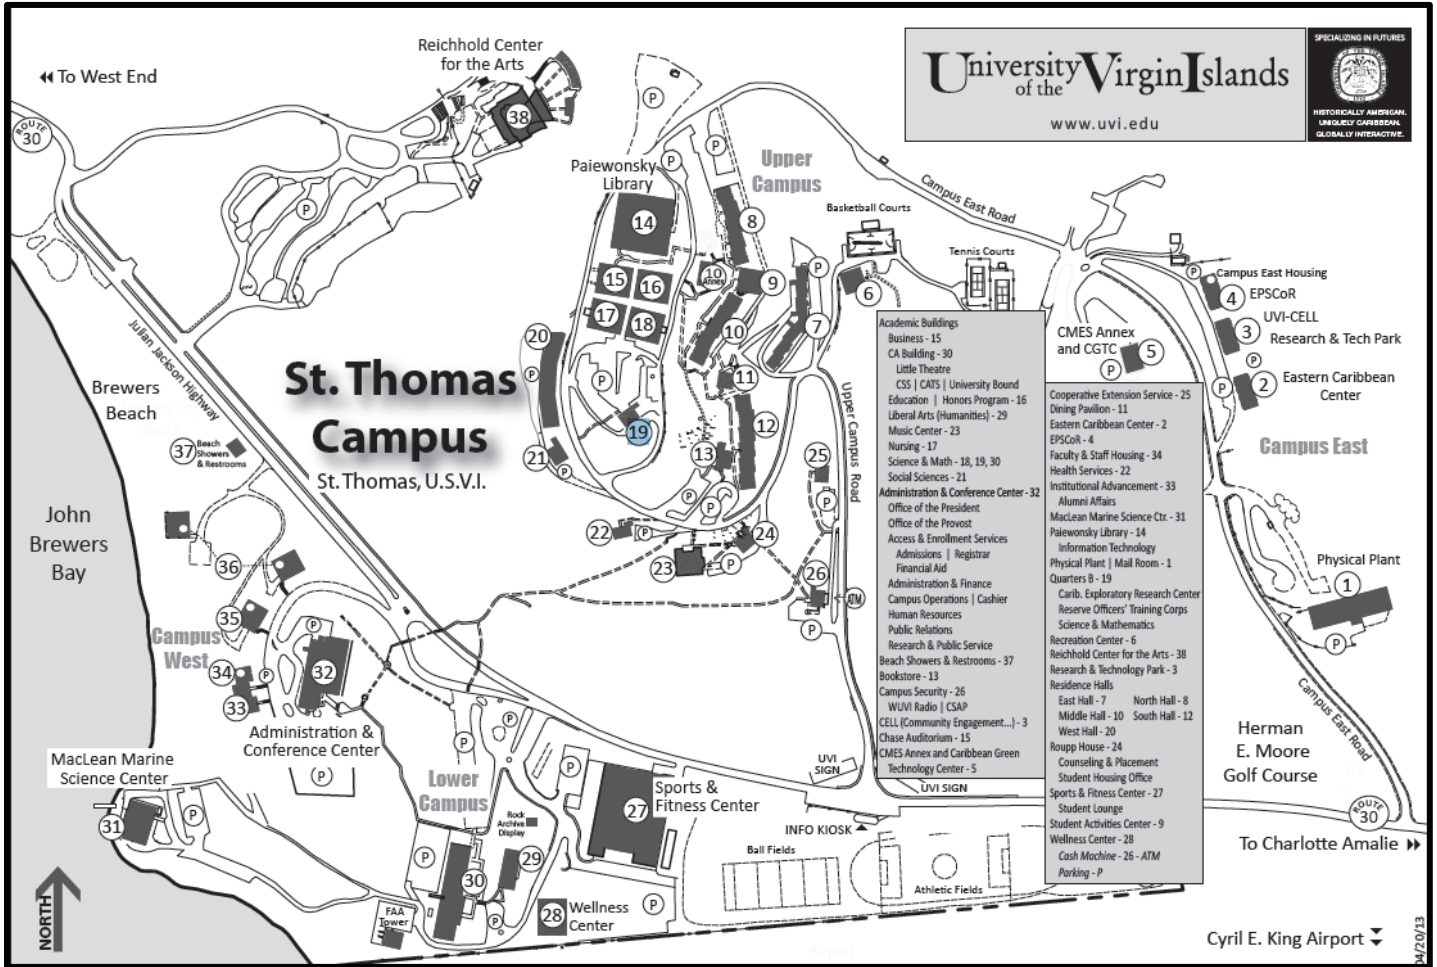 Reichhold Center
for the Arts
To West End
ROUTE
30
38
P
P
P
P
University of the Virgin Islands
www.uvi.edu
SPECIALIZING IN FUTURES
HISTORICALLY AMERICAN.
UNIQUELY CARIBBEAN.
GLOBALLY INTERACTIVE.
Paiewonsky
Library
Upper
Campus
Campus East Road
Basketball Courts
Tennis Courts
14
8
15
16
10
Annex
9
P
6
17
18
10
7
20
P
P
11
19
12
21
P
13
P
P
25
P
22
P
24
23
P
26
ATM
P
Upper Campus Road
Campus East Housing
P
4
EPSCoR
3
UVI-CELL
Research & Tech Park
CMES Annex
and CGTC
5
P
P
P
2
Eastern Caribbean
Center
Campus East
Physical Plant
1
P
Campus East Road
Herman
E. Moore
Golf Course
ROUTE
30
To Charlotte Amalie
St. Thomas
Campus
St. Thomas, U.S.V.I.
Julian Jackson Highway
Brewers
Beach
37
Beach
Showers
& Restrooms
John
Brewers
Bay
36
35
Campus
West
34
33
P
P
32
Administration &
Conference Center
P
MacLean Marine
Science Center
31
P
Lower
Campus
P
P
P
Rock
Archive
Display
27
Sports &
Fitness Center
P
29
30
P
28
Wellness
Center
P
FAA
Tower
NORTH
UVI
SIGN
UVI SIGN
INFO KIOSK
Ball Fields
Athletic Fields
Cyril E. King Airport
04/20/13
Academic Buildings
Business - 15
CA Building - 30
Little Theatre
CSS | CATS | University Bound
Education | Honors Program - 16
Liberal Arts (Humanities) - 29
Music Center - 23
Nursing - 17
Science & Math - 18, 19, 30
Social Sciences - 21
Administration & Conference Center - 32
Office of the President
Office of the Provost
Access & Enrollment Services
Admissions | Registrar
Financial Aid
Administration & Finance
Campus Operations | Cashier
Human Resources
Public Relations
Research & Public Service
Beach Showers & Restrooms - 37
Bookstore - 13
Campus Security - 26
WUVI Radio | CSAP
CELL (Community Engagement...) - 3
Chase Auditorium - 15
CMES Annex and Caribbean Green
Technology Center - 5
Cooperative Extension Service - 25
Dining Pavilion - 11
Eastern Caribbean Center - 2
EPSCoR - 4
Faculty & Staff Housing - 34
Health Services - 22
Institutional Advancement - 33
Alumni Affairs
MacLean Marine Science Ctr. - 31
Paiewonsky Library - 14
Information Technology
Physical Plant | Mail Room - 1
Quarters B - 19
Carib. Exploratory Research Center
Reserve Officers' Training Corps
Science & Mathematics
Recreation Center - 6
Reichhold Center for the Arts - 38
Research & Technology Park - 3
Residence Halls
East Hall - 7 North Hall - 8
Middle Hall - 10 South Hall - 12
West Hall - 20
Roupp House - 24
Counseling & Placement
Student Housing Office
Sports & Fitness Center - 27
Student Lounge
Student Activities Center - 9
Wellness Center - 28
Cash Machine - 26 - ATM
Parking - P